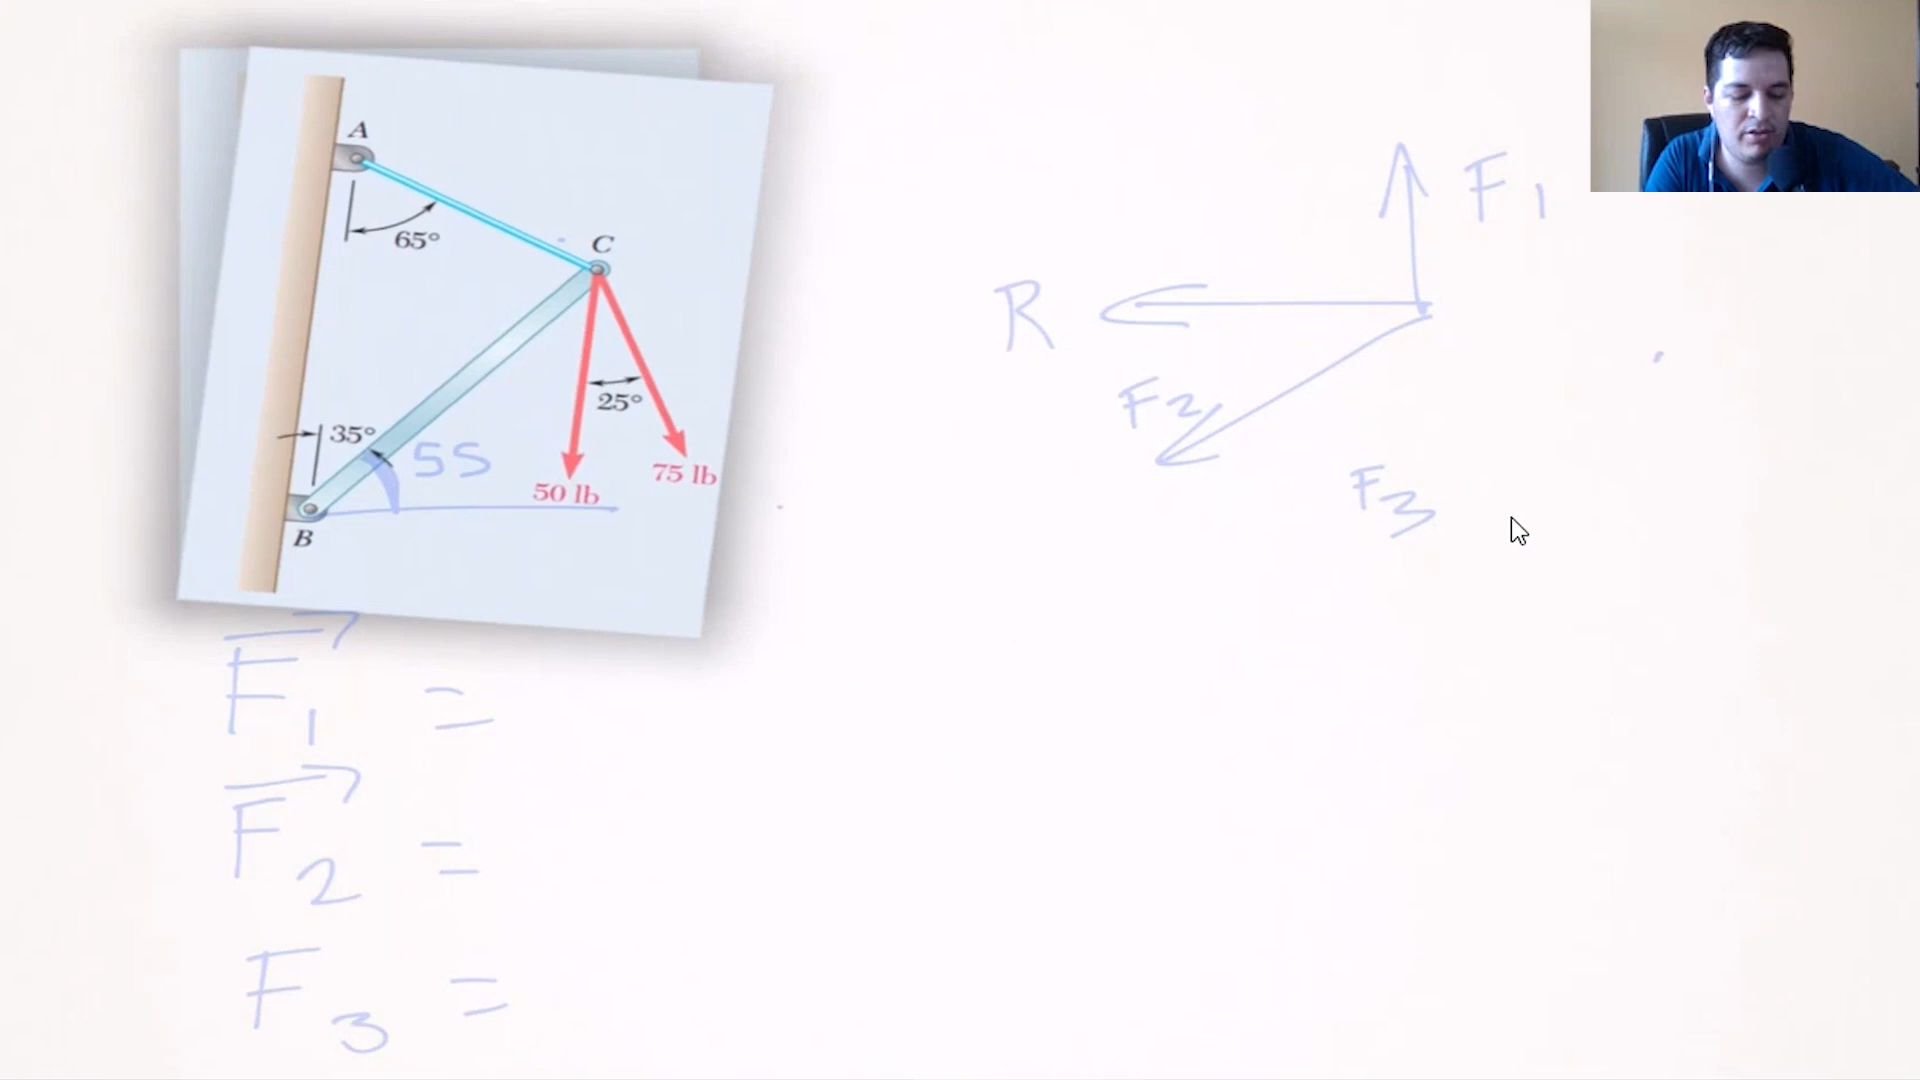 A
65°
C
35°
55
25°
50 lb
75 lb
B
F1
R
F2
F3
F1 =
F2 =
F3 =